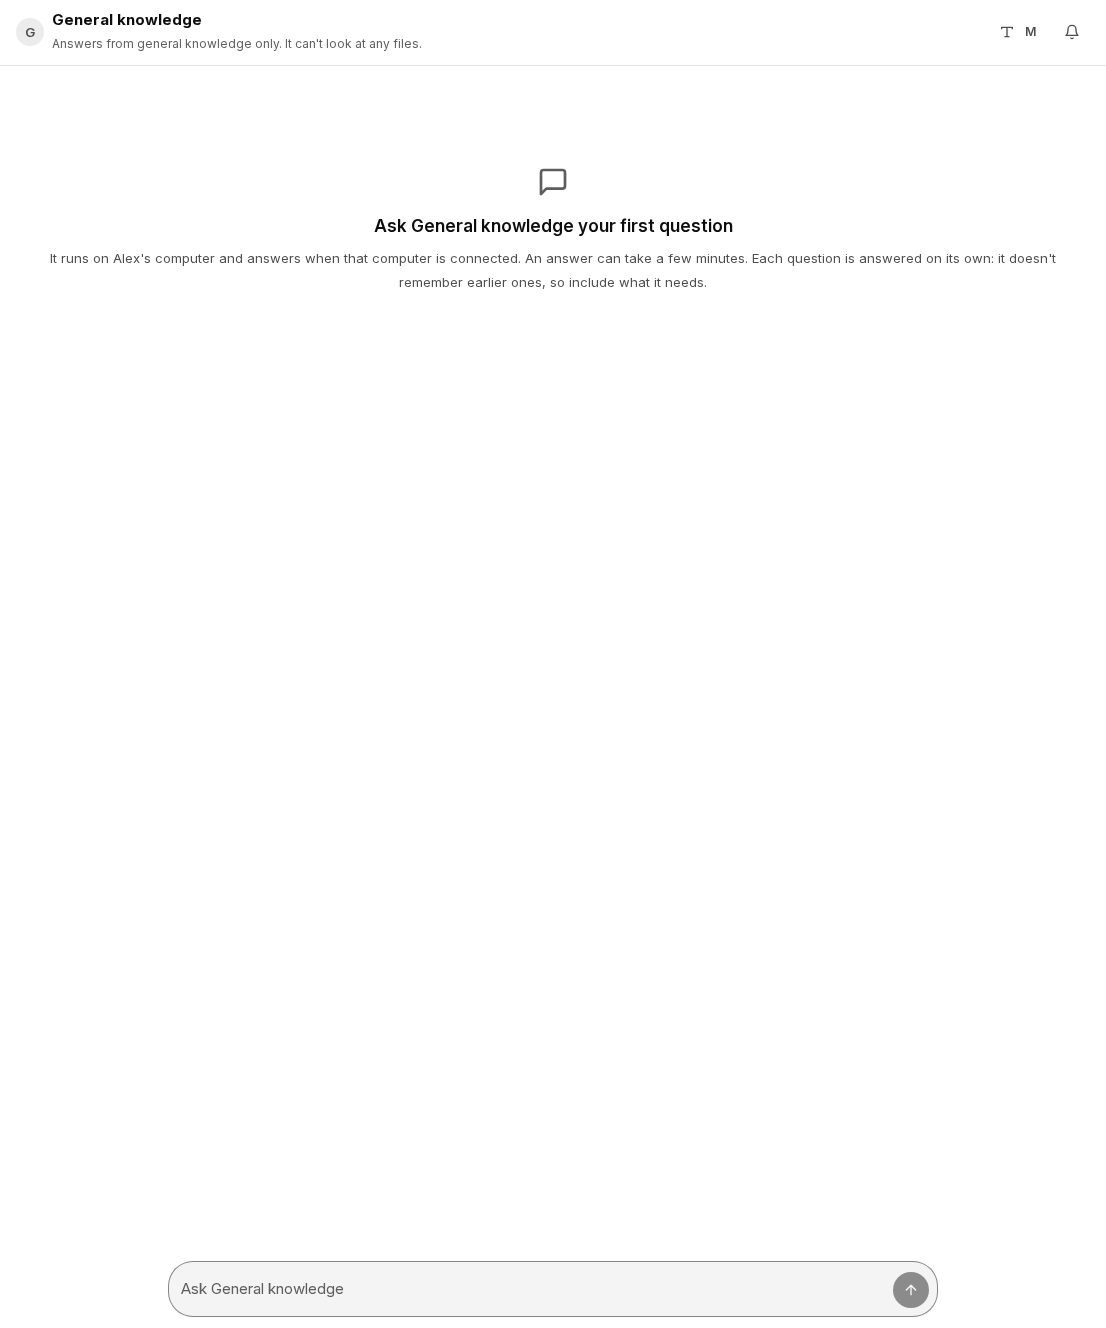 G
General knowledge
Answers from general knowledge only. It can't look at any files.
T M
Ask General knowledge your first question
It runs on Alex's computer and answers when that computer is connected. An answer can take a few minutes. Each question is answered on its own: it doesn't
remember earlier ones, so include what it needs.
Ask General knowledge